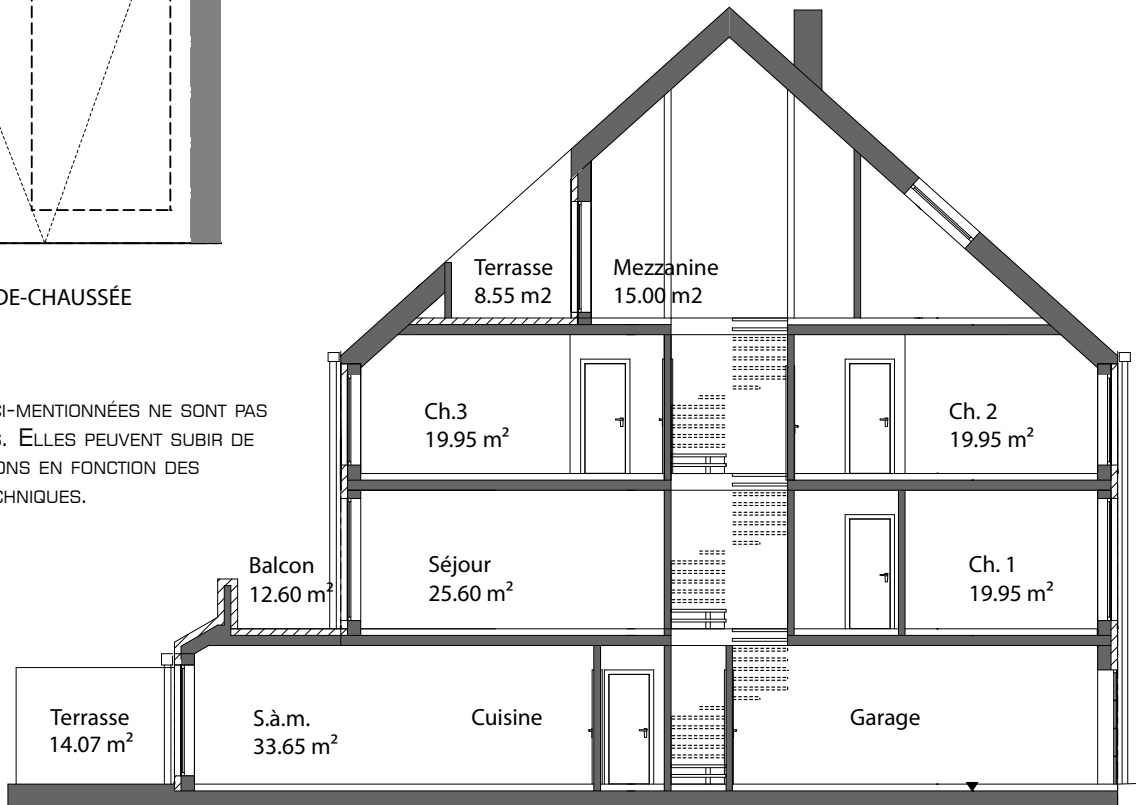 DE-CHAUSSÉE
CI-MENTIONNÉES NE SONT PAS
S. ELLES PEUVENT SUBIR DE
ONS EN FONCTION DES
CHNIQUES.
Terrasse
8.55 m2
Mezzanine
15.00 m2
Ch.3
19.95 m²
Ch. 2
19.95 m²
Balcon
12.60 m²
Séjour
25.60 m²
Ch. 1
19.95 m²
Terrasse
14.07 m²
S.à.m.
33.65 m²
Cuisine
Garage